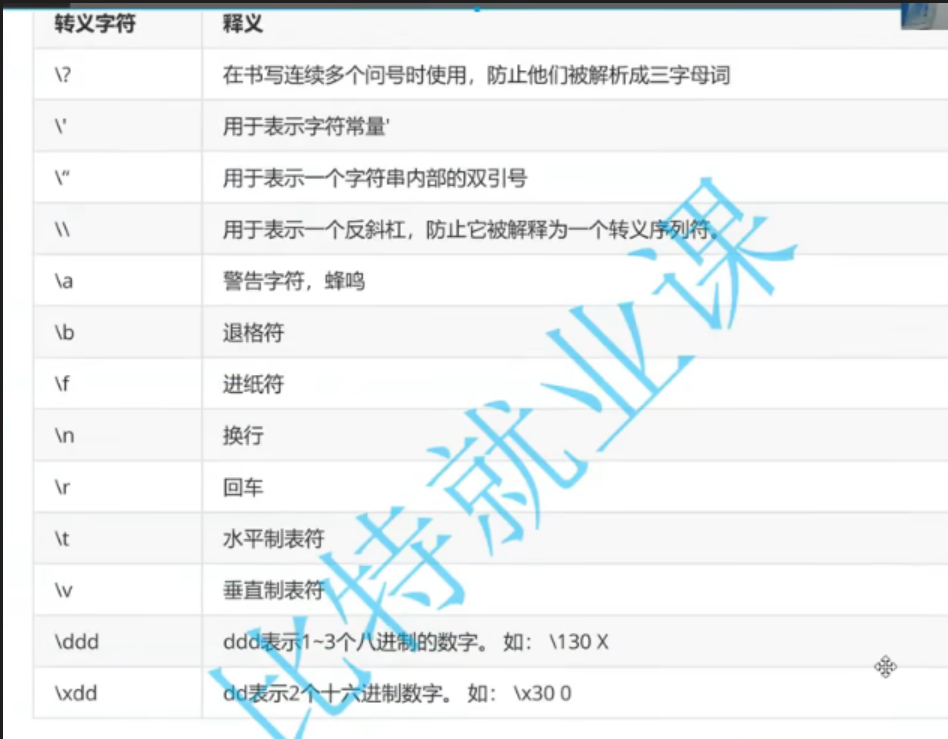 转义字符 释义
\? 在书写连续多个问号时使用，防止他们被解析成三字母词
\' 用于表示字符常量'
\“ 用于表示一个字符串内部的双引号
\\ 用于表示一个反斜杠，防止它被解释为一个转义序列符。
\a 警告字符，蜂鸣
\b 退格符
\f 进纸符
\n 换行
\r 回车
\t 水平制表符
\v 垂直制表符
\ddd ddd表示1~3个八进制的数字。 如： \130 X
\xdd dd表示2个十六进制数字。 如： \x30 0
比特就业课